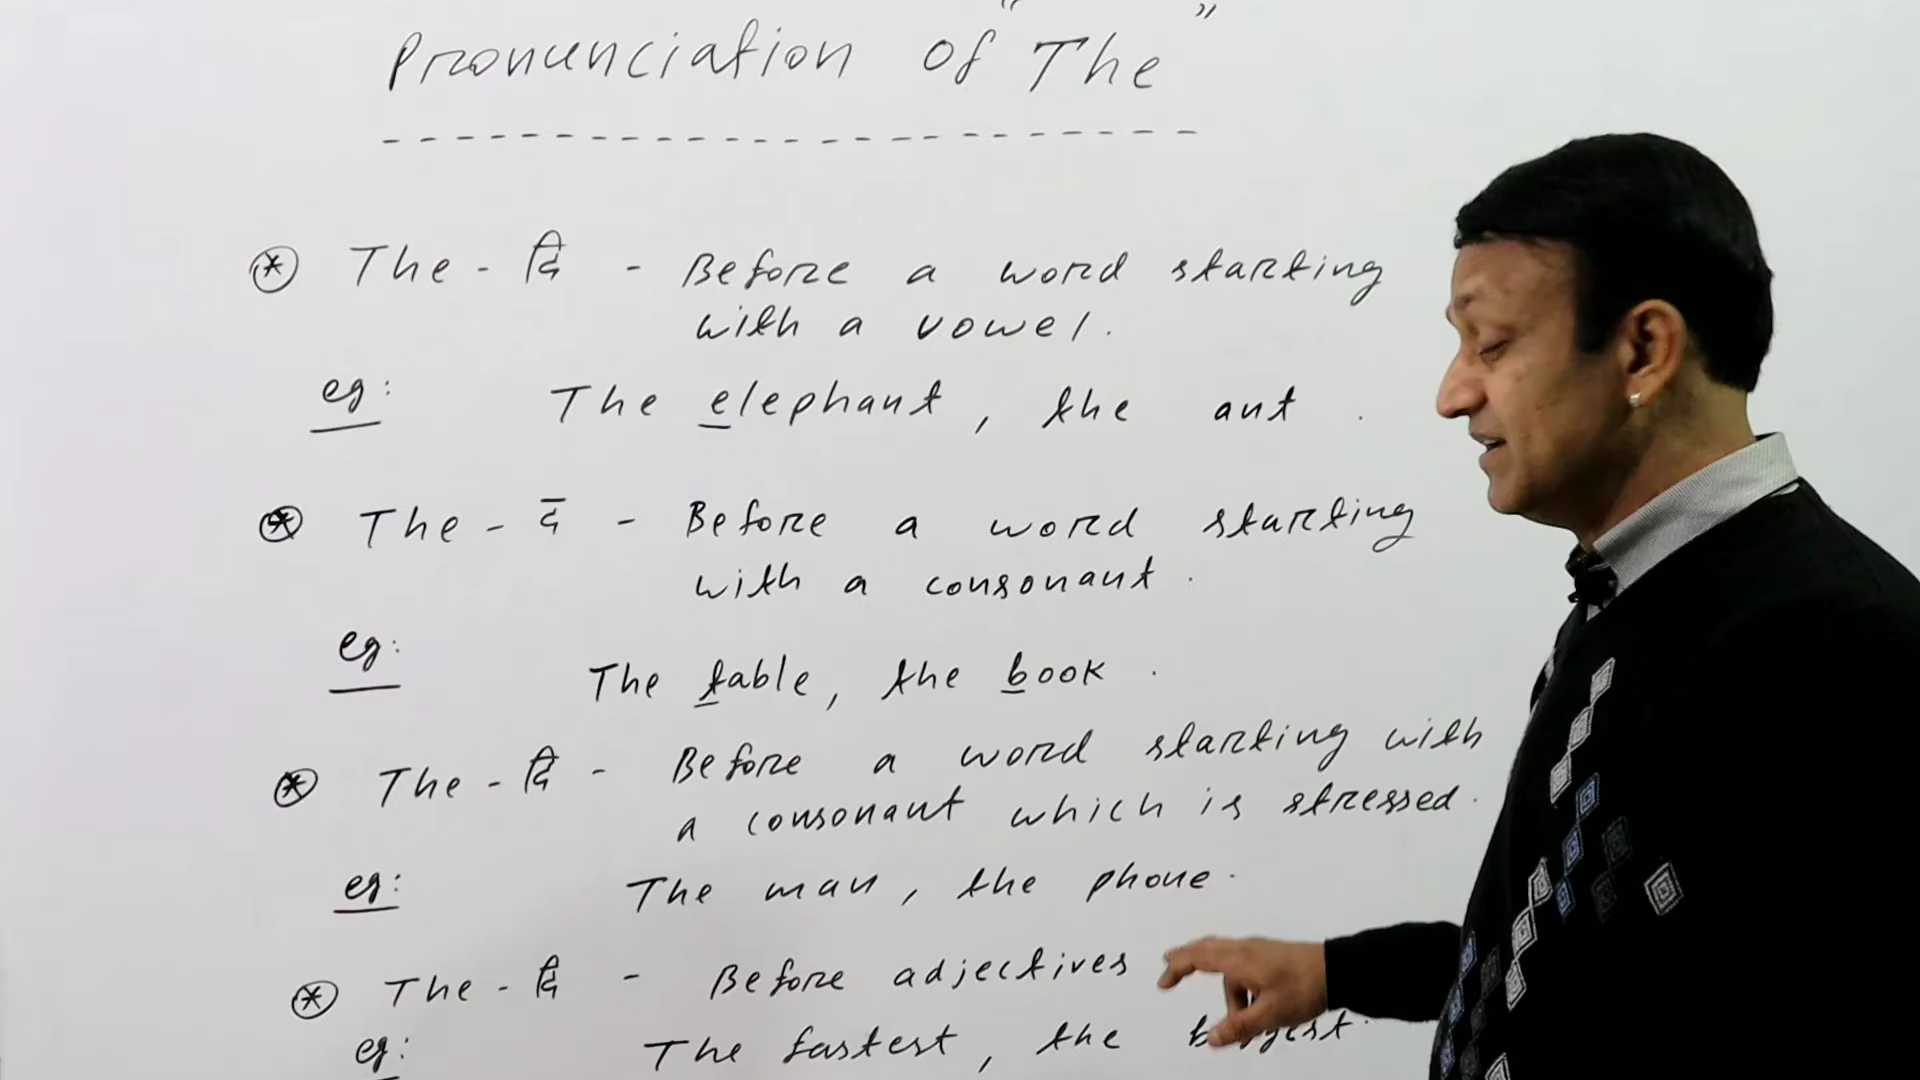 Pronunciation of "The"
* The - दि - Before a word starting
with a vowel.
eg: The elephant, the ant.
* The - द - Before a word starting
with a consonant.
eg: The table, the book.
* The - दि - Before a word starting with
a consonant which is stressed.
eg: The man, the phone.
* The - दि - Before adjectives
eg: The fastest, the biggest.